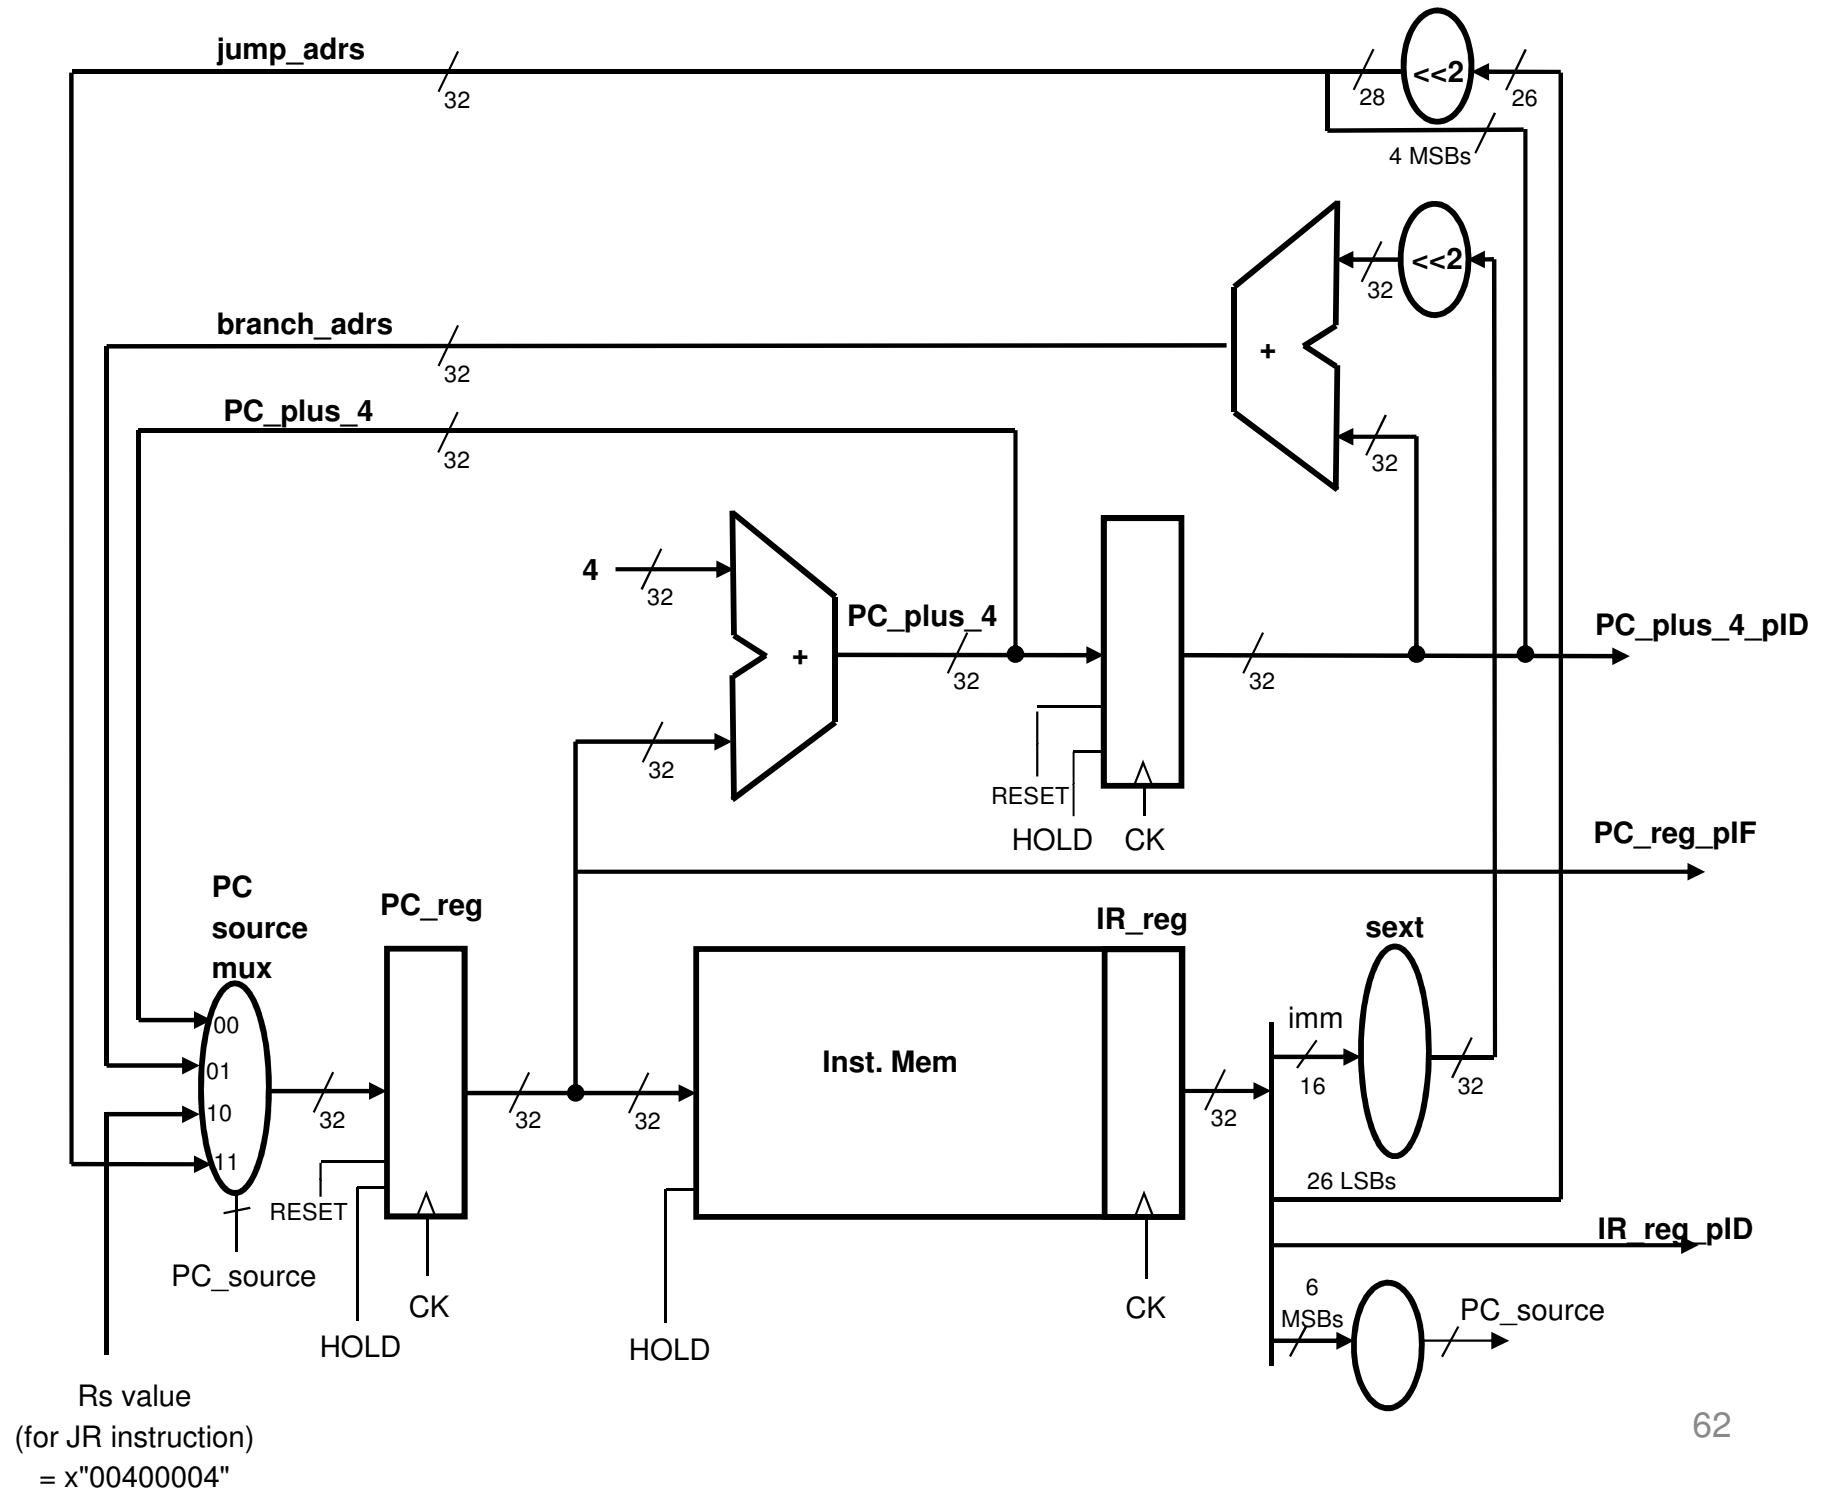 jump_adrs
32
28
<<2
26
4 MSBs
<<2
32
branch_adrs
32
+
PC_plus_4
32
32
4
32
PC_plus_4
32
+
32
32
PC_plus_4_pID
RESET
HOLD
CK
PC_reg_pIF
PC
source
mux
PC_reg
IR_reg
sext
00
01
10
11
32
32
32
Inst. Mem
32
imm
16
32
26 LSBs
RESET
PC_source
HOLD
CK
HOLD
CK
IR_reg_pID
6
MSBs
PC_source
Rs value
(for JR instruction)
= x"00400004"
62